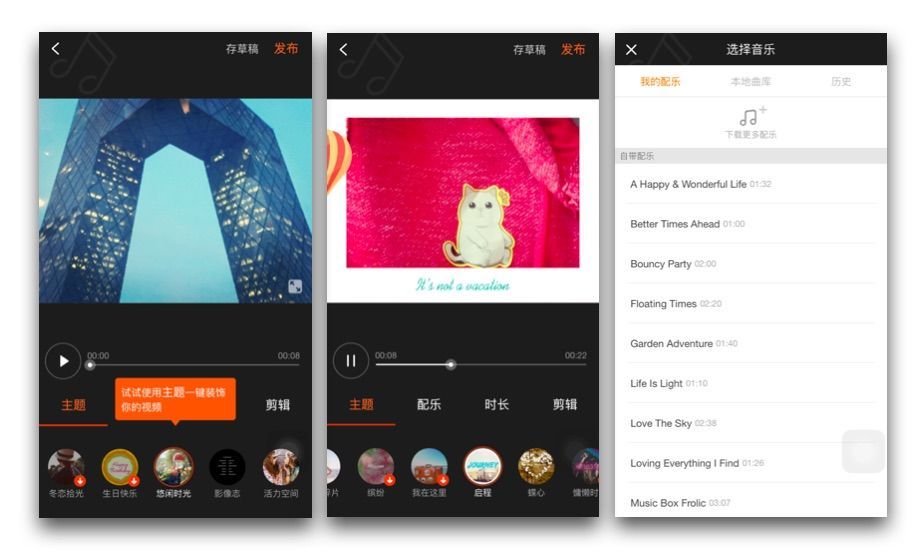 存草稿
发布
00:00
00:08
试试使用主题一键装饰
你的视频
主题
剪辑
冬恋拾光
生日快乐
悠闲时光
影像志
活力空间
存草稿
发布
It's not a vacation
00:08
00:22
主题
配乐
时长
剪辑
JOURNEY
碎片
缤纷
我在这里
启程
蝶心
慵懒时
选择音乐
我的配乐
本地曲库
历史
下载更多配乐
自带配乐
A Happy & Wonderful Life 01:32
Better Times Ahead 01:00
Bouncy Party 02:00
Floating Times 02:20
Garden Adventure 01:40
Life Is Light 01:10
Love The Sky 02:38
Loving Everything I Find 01:26
Music Box Frolic 03:07